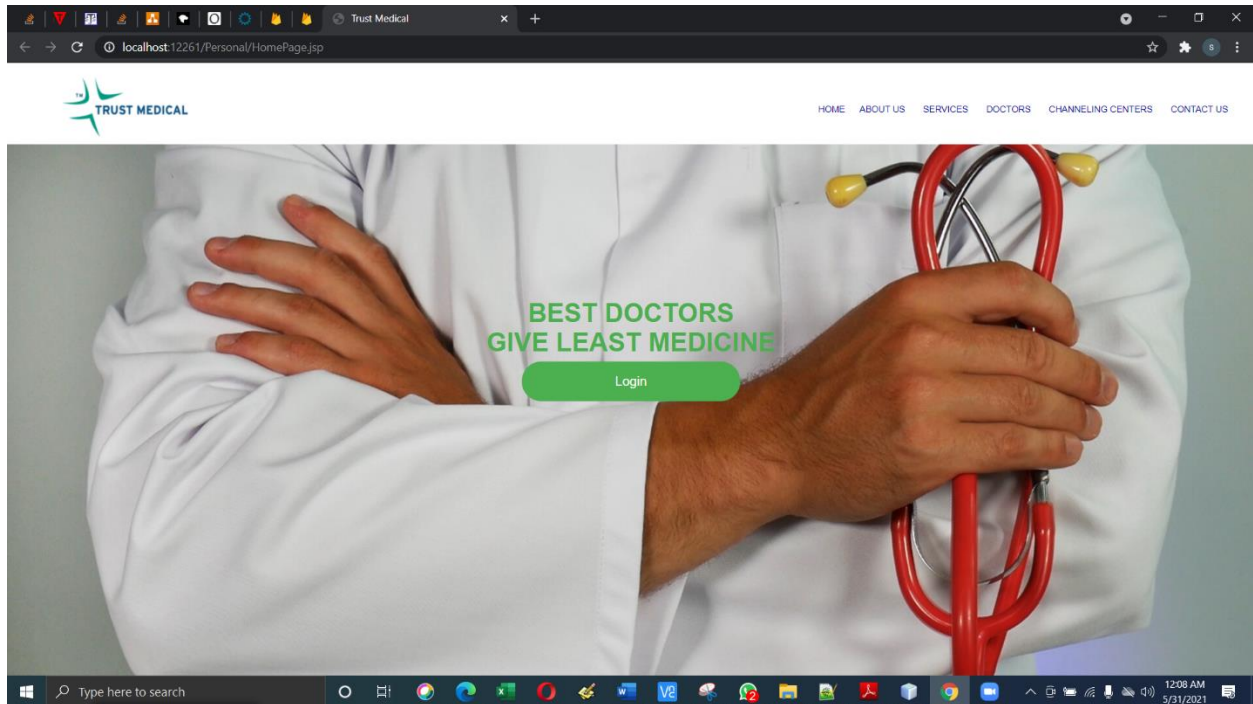 Trust Medical
localhost:12261/Personal/HomePage.jsp
S
TM
TRUST MEDICAL
HOME ABOUT US SERVICES DOCTORS CHANNELING CENTERS CONTACT US
BEST DOCTORS
GIVE LEAST MEDICINE
Login
Type here to search
12:08 AM
5/31/2021